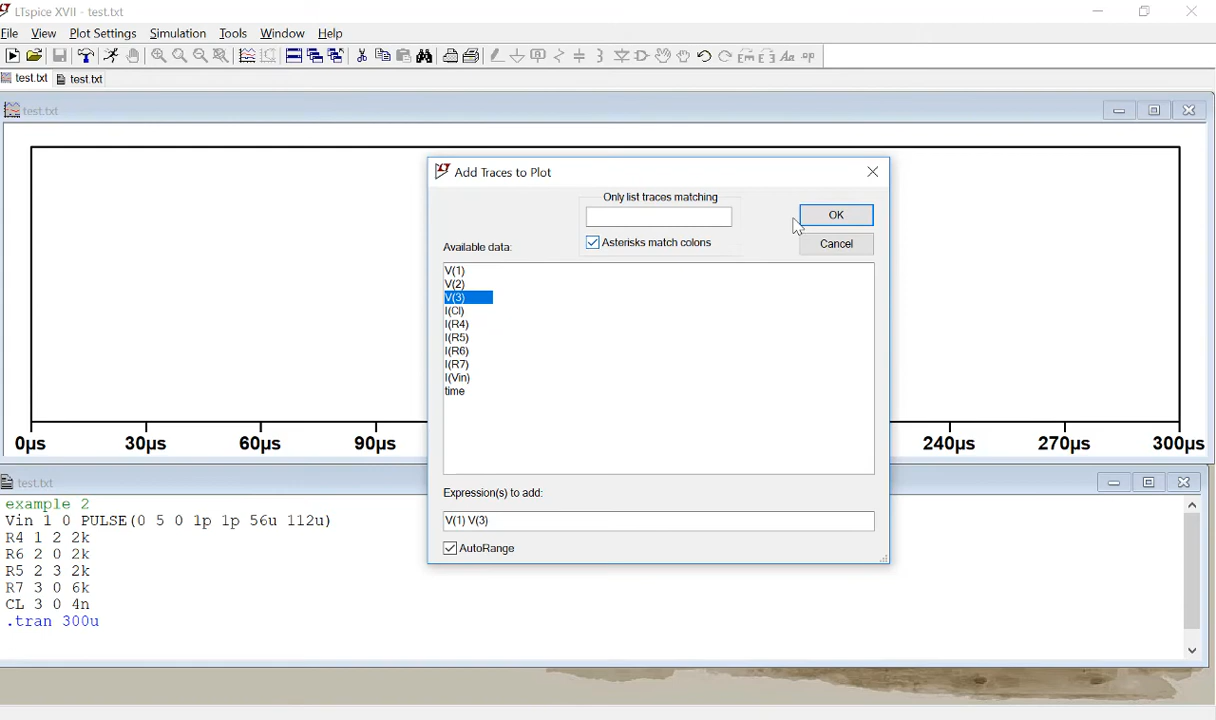 LTspice XVII - test.txt
File View Plot Settings Simulation Tools Window Help
test.txt test.txt
test.txt
Add Traces to Plot
Only list traces matching
OK
Asterisks match colons
Cancel
Available data:
V(1)
V(2)
V(3)
I(Cl)
I(R4)
I(R5)
I(R6)
I(R7)
I(Vin)
time
Expression(s) to add:
V(1) V(3)
AutoRange
0µs 30µs 60µs 90µs 240µs 270µs 300µs
test.txt
example 2
Vin 1 0 PULSE(0 5 0 1p 1p 56u 112u)
R4 1 2 2k
R6 2 0 2k
R5 2 3 2k
R7 3 0 6k
CL 3 0 4n
.tran 300u